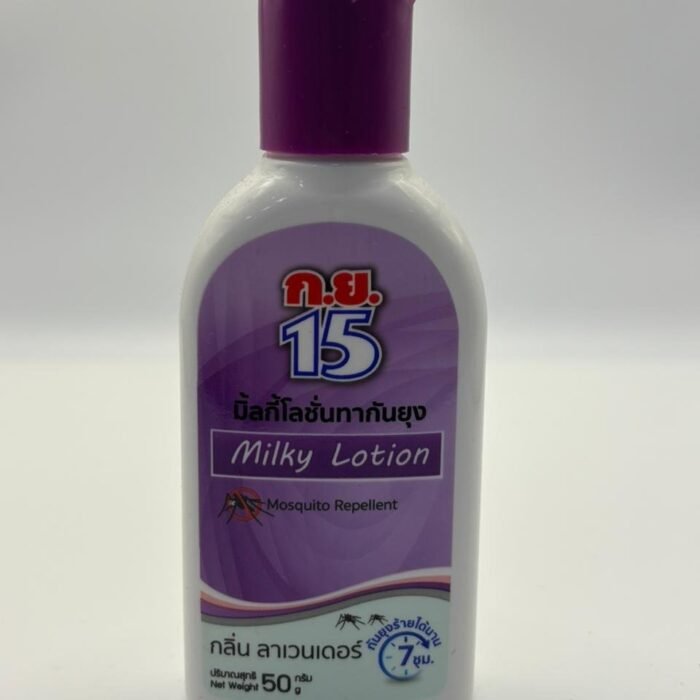 ก.ย.
15
มิ้ลกี้โลชั่นทากันยุง
Milky Lotion
Mosquito Repellent
กลิ่น ลาเวนเดอร์
กันยุงร้ายได้นาน
7 ชม.
ปริมาณสุทธิ 50 กรัม
Net Weight g